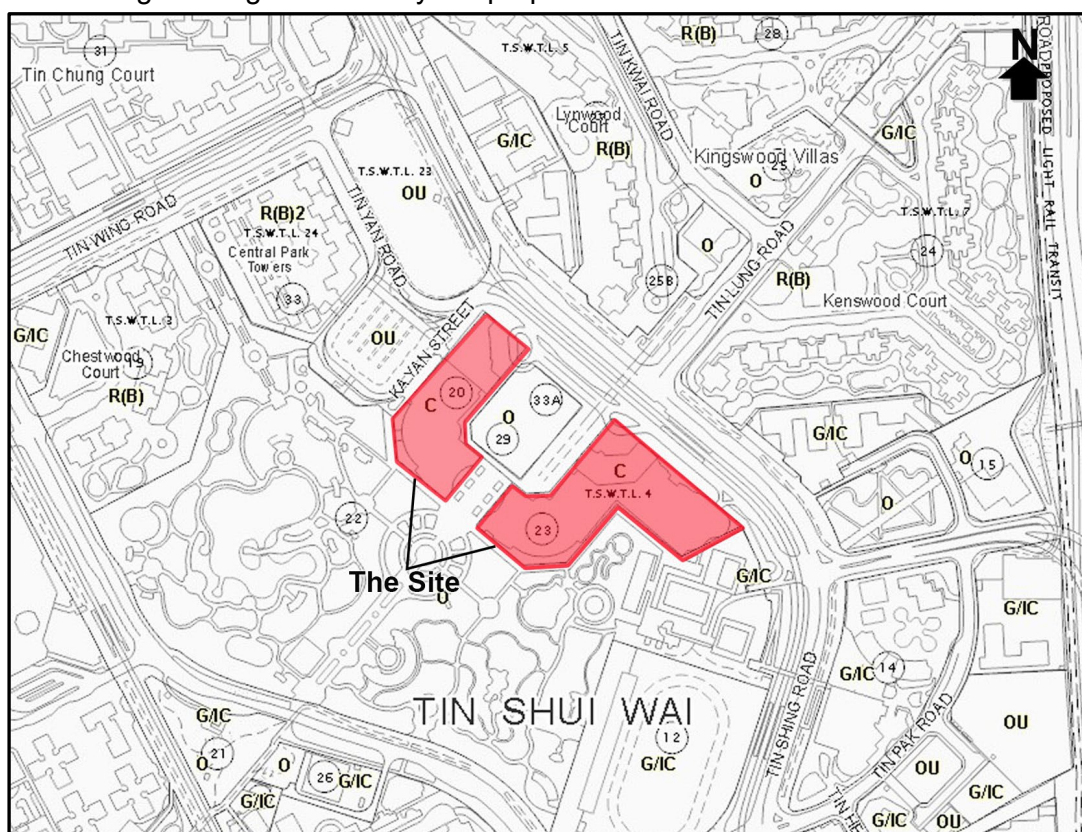 31
Tin Chung Court
T.S.W.T.L. 5
R(B)
28
N
ROAD
PROPOSED LIGHT RAIL TRANSIT
TIN KWAI ROAD
Lynwood
Court
R(B)
G/IC
G/IC
Kingswood Villas
25
O
T.S.W.T.L. 23
OU
TIN YAN ROAD
TIN WING ROAD
R(B)2
T.S.W.T.L. 24
Central Park
Towers
33
T.S.W.T.L. 7
24
O
TIN LUNG ROAD
25B
R(B)
Kenswood Court
G/IC
T.S.W.T.L. 3
Chestwood
Court
19
R(B)
OU
KA YAN STREET
20
C
33A
O
29
C
T.S.W.T.L. 4
23
G/IC
O
15
O
22
The Site
O
G/IC
G/IC
TIN SHUI WAI
12
G/IC
TIN SHING ROAD
G/IC
14
TIN PAK ROAD
OU
OU
G/IC
G/IC
OU
G/IC
21
O
O
26
G/IC
G/IC